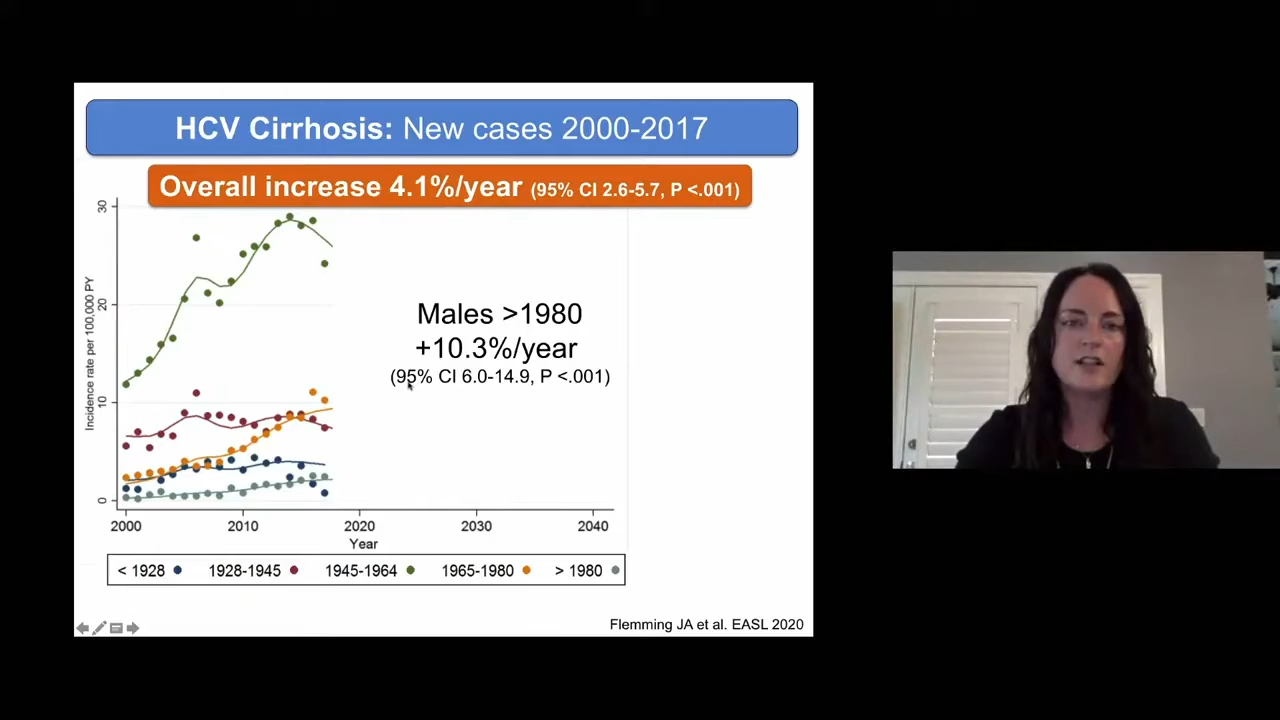 HCV Cirrhosis: New cases 2000-2017
Overall increase 4.1%/year (95% CI 2.6-5.7, P <.001)
Incidence rate per 100,000 PY
30
20
10
0
Males >1980
+10.3%/year
(95% CI 6.0-14.9, P <.001)
2000 2010 2020 2030 2040
Year
< 1928 1928-1945 1945-1964 1965-1980 > 1980
Flemming JA et al. EASL 2020